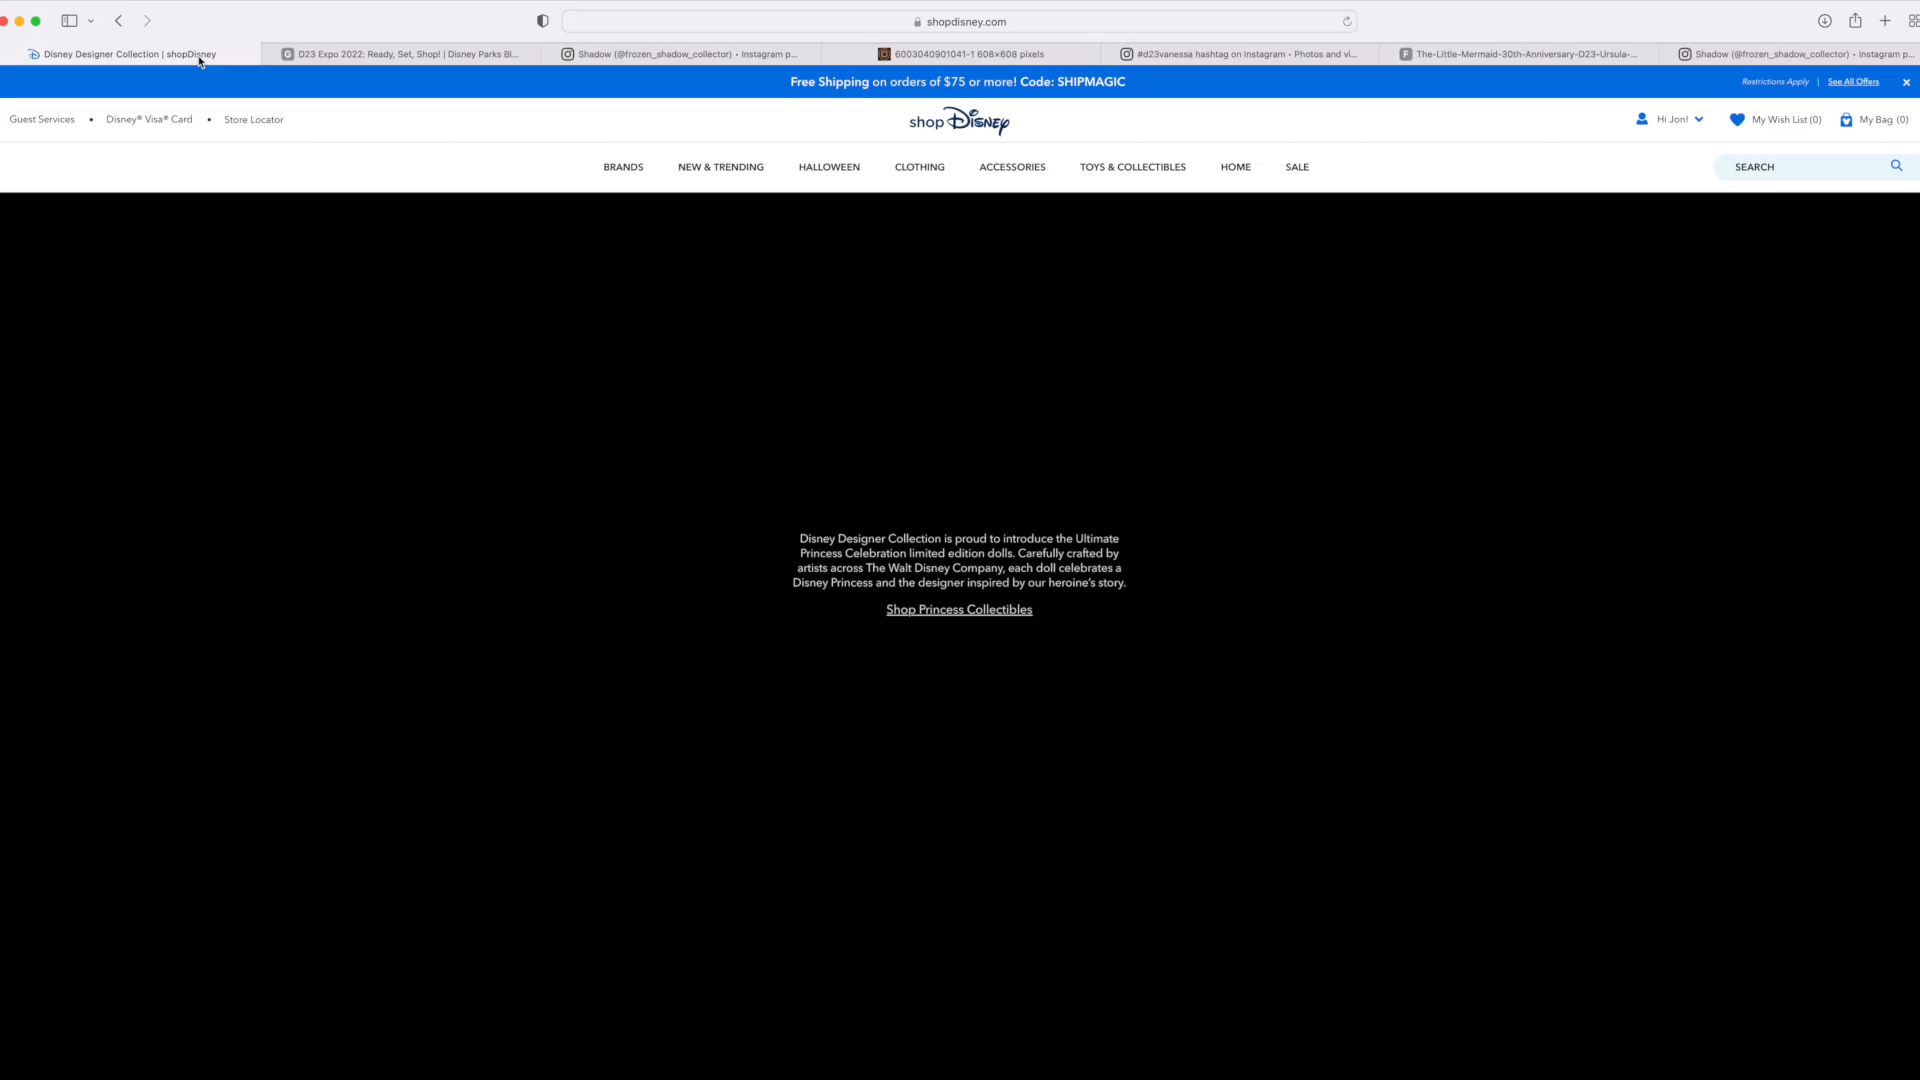 shopdisney.com
Disney Designer Collection | shopDisney
D23 Expo 2022: Ready, Set, Shop! | Disney Parks Bl...
Shadow (@frozen_shadow_collector) • Instagram p...
6003040901041-1 608×608 pixels
#d23vanessa hashtag on Instagram • Photos and vi...
The-Little-Mermaid-30th-Anniversary-D23-Ursula-...
Shadow (@frozen_shadow_collector) • Instagram p...
Free Shipping on orders of $75 or more! Code: SHIPMAGIC
Restrictions Apply | See All Offers
Guest Services • Disney® Visa® Card • Store Locator
shop Disney
Hi Jon!
My Wish List (0)
My Bag (0)
BRANDS
NEW & TRENDING
HALLOWEEN
CLOTHING
ACCESSORIES
TOYS & COLLECTIBLES
HOME
SALE
SEARCH
Disney Designer Collection is proud to introduce the Ultimate
Princess Celebration limited edition dolls. Carefully crafted by
artists across The Walt Disney Company, each doll celebrates a
Disney Princess and the designer inspired by our heroine's story.
Shop Princess Collectibles